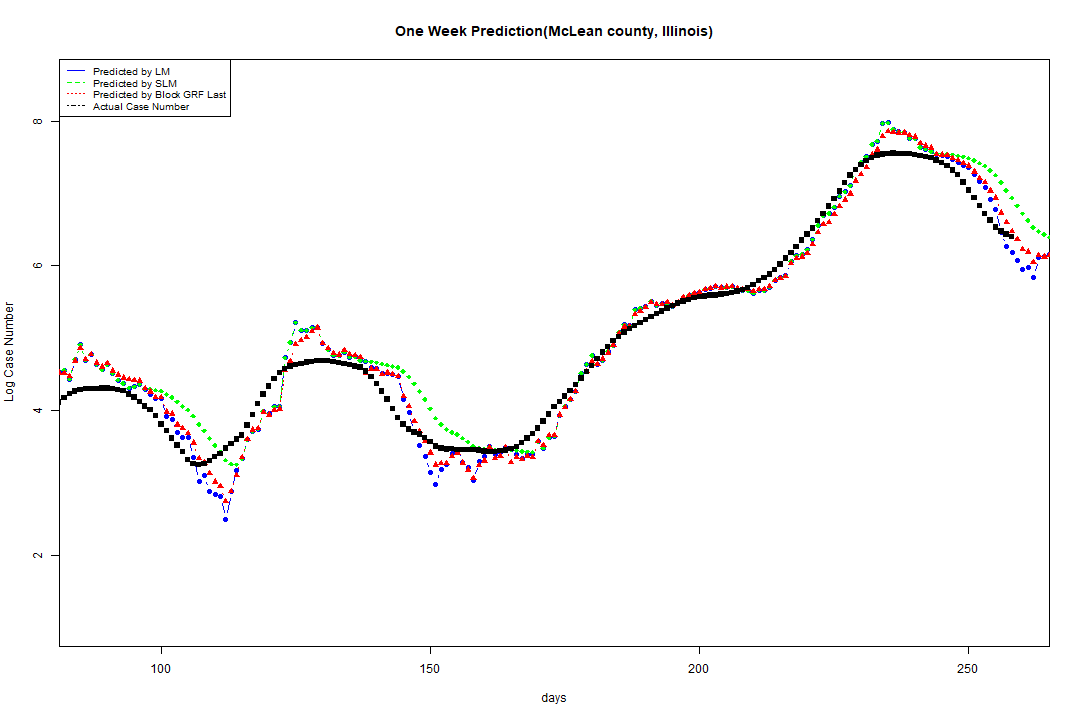 One Week Prediction(McLean county, Illinois)
Predicted by LM
Predicted by SLM
Predicted by Block GRF Last
Actual Case Number
8
6
4
2
Log Case Number
100 150 200 250
days